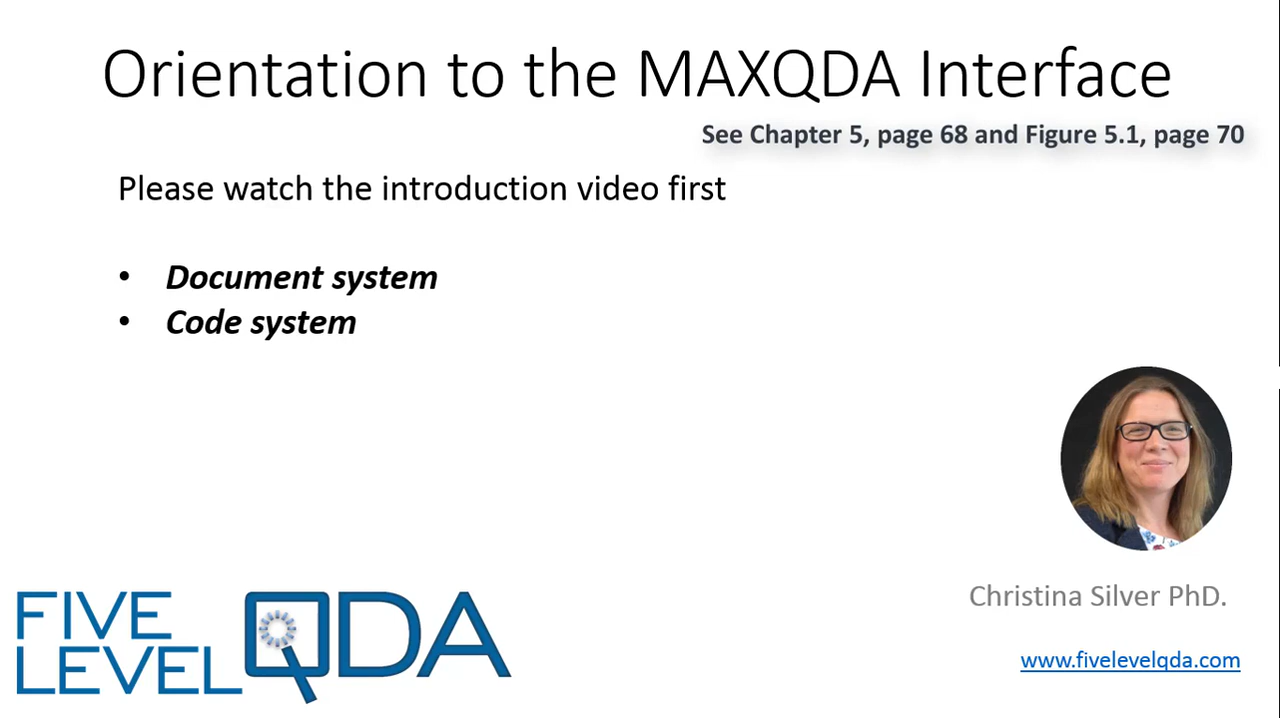 Orientation to the MAXQDA Interface
See Chapter 5, page 68 and Figure 5.1, page 70
Please watch the introduction video first
• Document system
• Code system
Christina Silver PhD.
FIVE LEVEL QDA
www.fivelevelqda.com